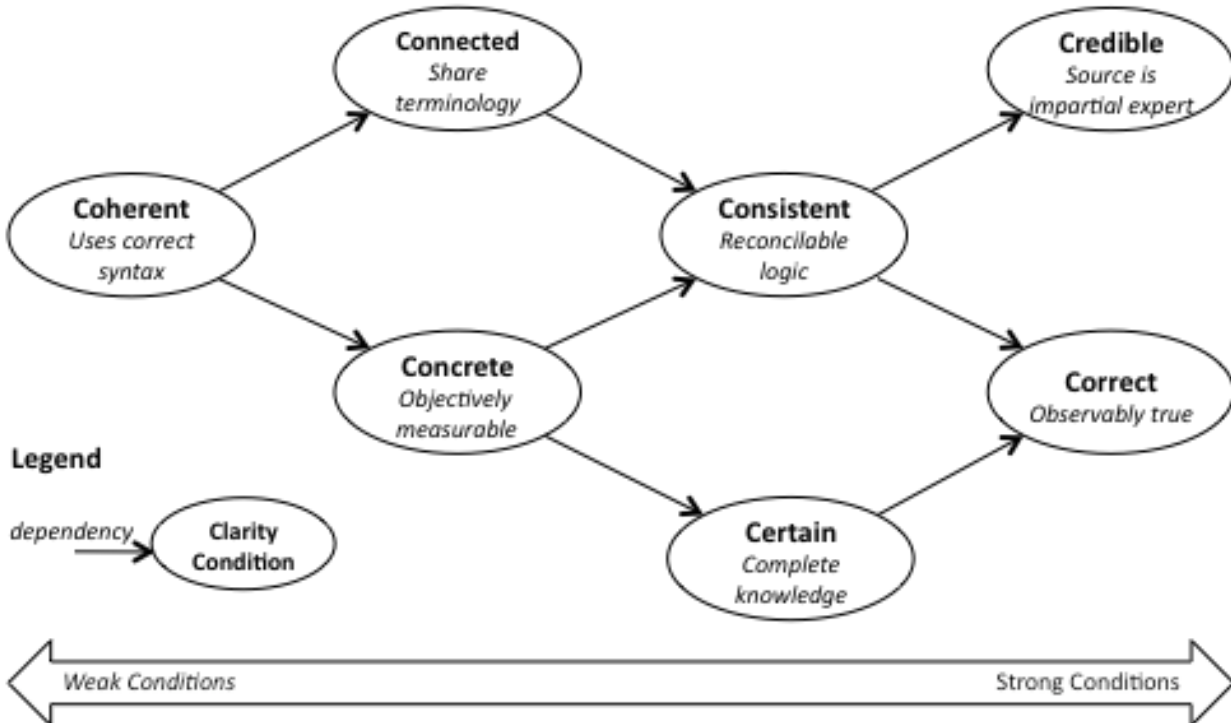 Connected
Share
terminology
Credible
Source is
impartial expert
Coherent
Uses correct
syntax
Consistent
Reconcilable
logic
Concrete
Objectively
measurable
Correct
Observably true
Legend
dependency
Clarity
Condition
Certain
Complete
knowledge
Weak Conditions
Strong Conditions